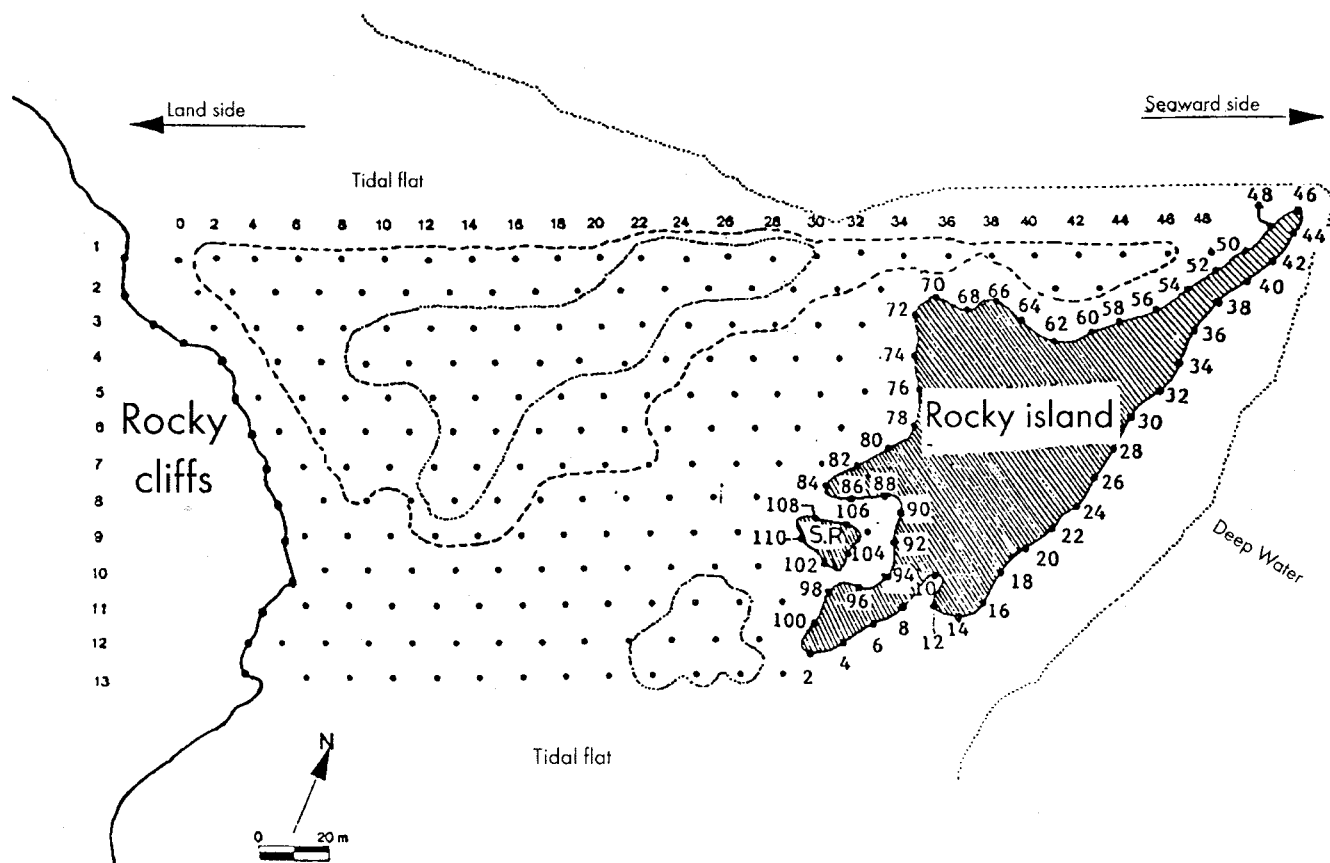 Land side
Seaward side
Tidal flat
0 2 4 6 8 10 12 14 16 18 20 22 24 26 28 30 32 34 36 38 40 42 44 46 48
48 46
1
50 44
2
52 42
70 68 66 54 40
3
72 64 62 60 58 56 38
4
74 36
5
76 34
Rocky
cliffs
Rocky island
32
6
78 30
7
80 28
82
8
84 86 88 26
108 106 90 24
9
110 S.R 92 22
102 104 20
Deep Water
10
98 96 94 10 18
11
100 8 12 14 16
12
6
4
13
2
N
Tidal flat
0 20 m